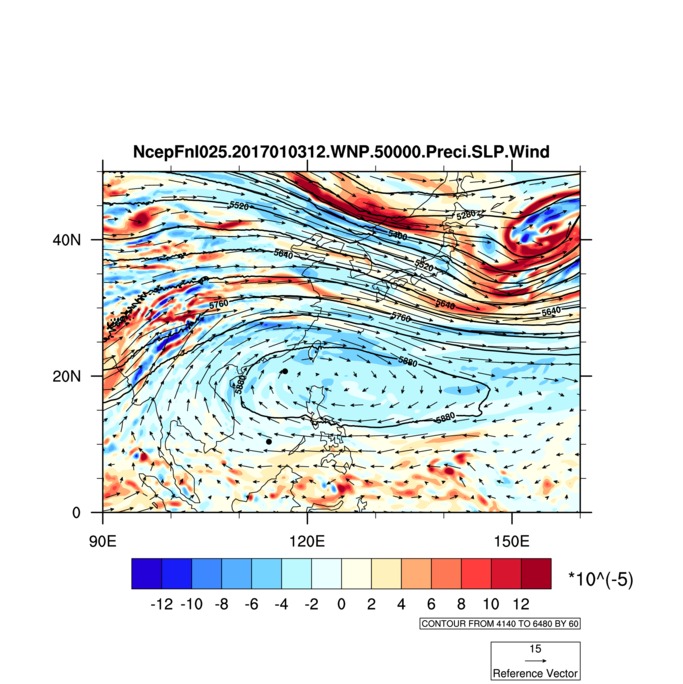 NcepFnl025.2017010312.WNP.50000.Preci.SLP.Wind
5520
5280
5400
40N
5640
5520
5760
5640
5640
5760
5880
20N
5880
5880
0
90E 120E 150E
*10^(-5)
-12 -10 -8 -6 -4 -2 0 2 4 6 8 10 12
CONTOUR FROM 4140 TO 6480 BY 60
15
Reference Vector